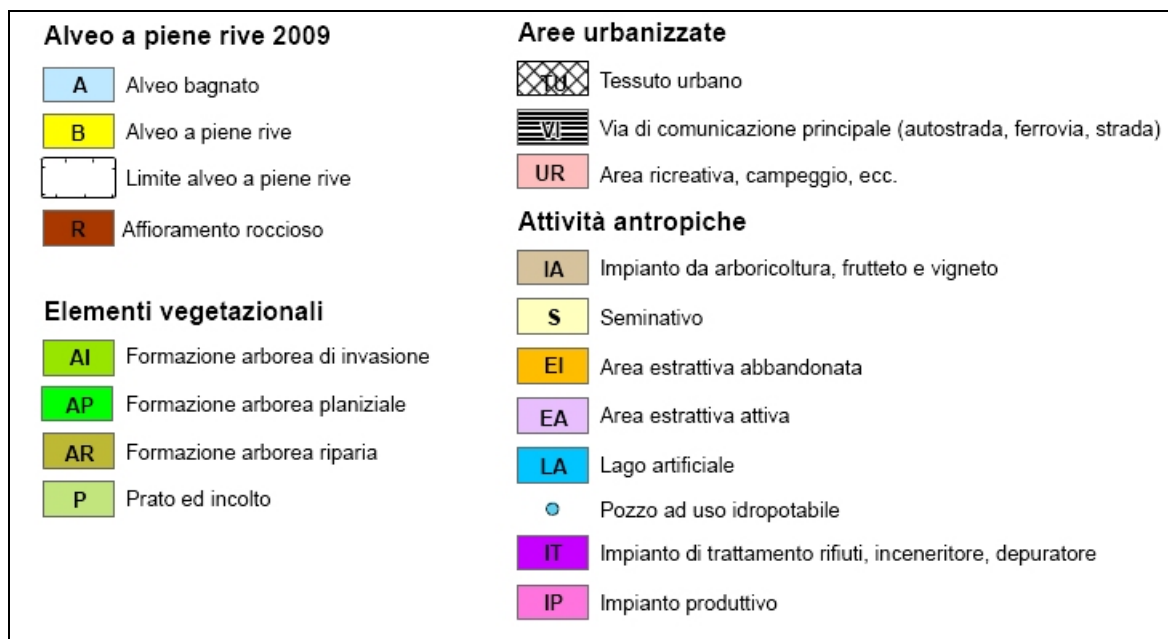 Alveo a piene rive 2009
A Alveo bagnato
B Alveo a piene rive
Limite alveo a piene rive
R Affioramento roccioso
Elementi vegetazionali
AI Formazione arborea di invasione
AP Formazione arborea planiziale
AR Formazione arborea riparia
P Prato ed incolto
Aree urbanizzate
TU Tessuto urbano
VI Via di comunicazione principale (autostrada, ferrovia, strada)
UR Area ricreativa, campeggio, ecc.
Attività antropiche
IA Impianto da arboricoltura, frutteto e vigneto
S Seminativo
EI Area estrattiva abbandonata
EA Area estrattiva attiva
LA Lago artificiale
Pozzo ad uso idropotabile
IT Impianto di trattamento rifiuti, inceneritore, depuratore
IP Impianto produttivo